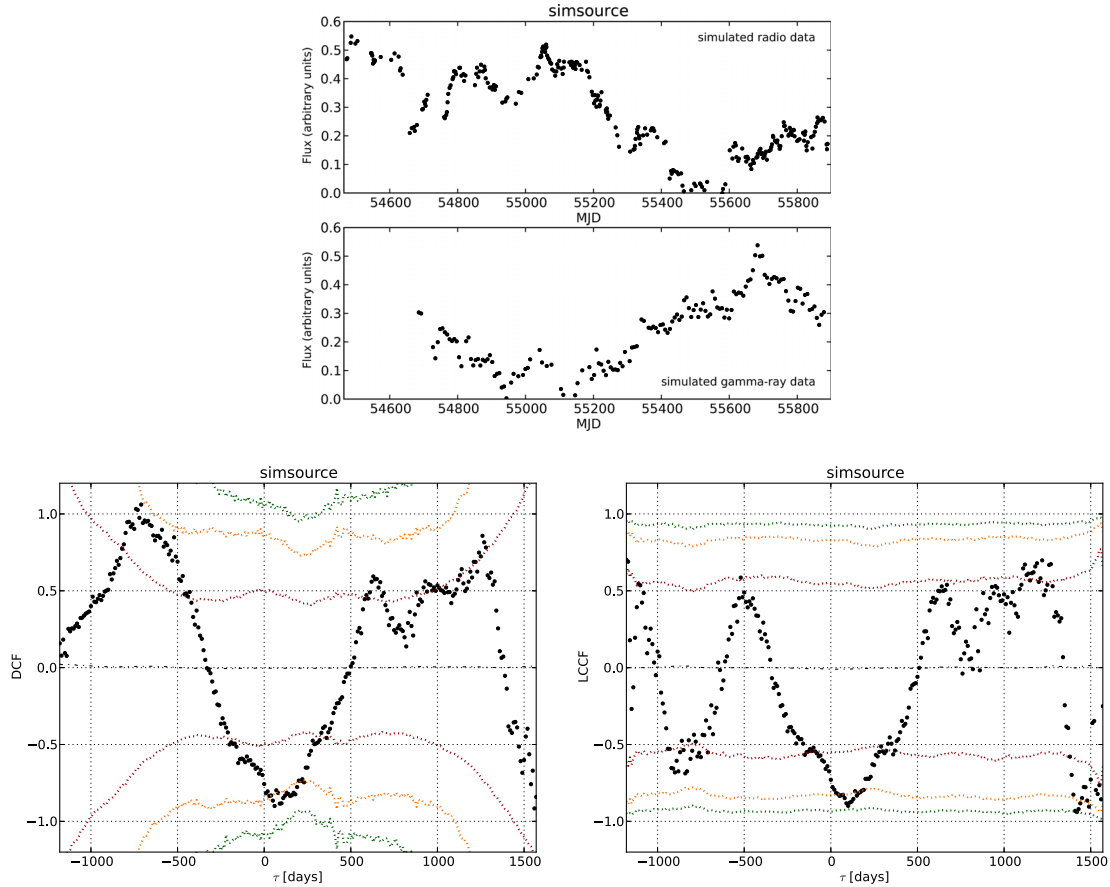 simsource
simulated radio data
Flux (arbitrary units)
0.6
0.5
0.4
0.3
0.2
0.1
0.0
54600 54800 55000 55200 55400 55600 55800
MJD
simulated gamma-ray data
Flux (arbitrary units)
0.6
0.5
0.4
0.3
0.2
0.1
0.0
54600 54800 55000 55200 55400 55600 55800
MJD
simsource
DCF
1.0
0.5
0.0
−0.5
−1.0
−1000 −500 0 500 1000 1500
τ [days]
simsource
LCCF
1.0
0.5
0.0
−0.5
−1.0
−1000 −500 0 500 1000 1500
τ [days]